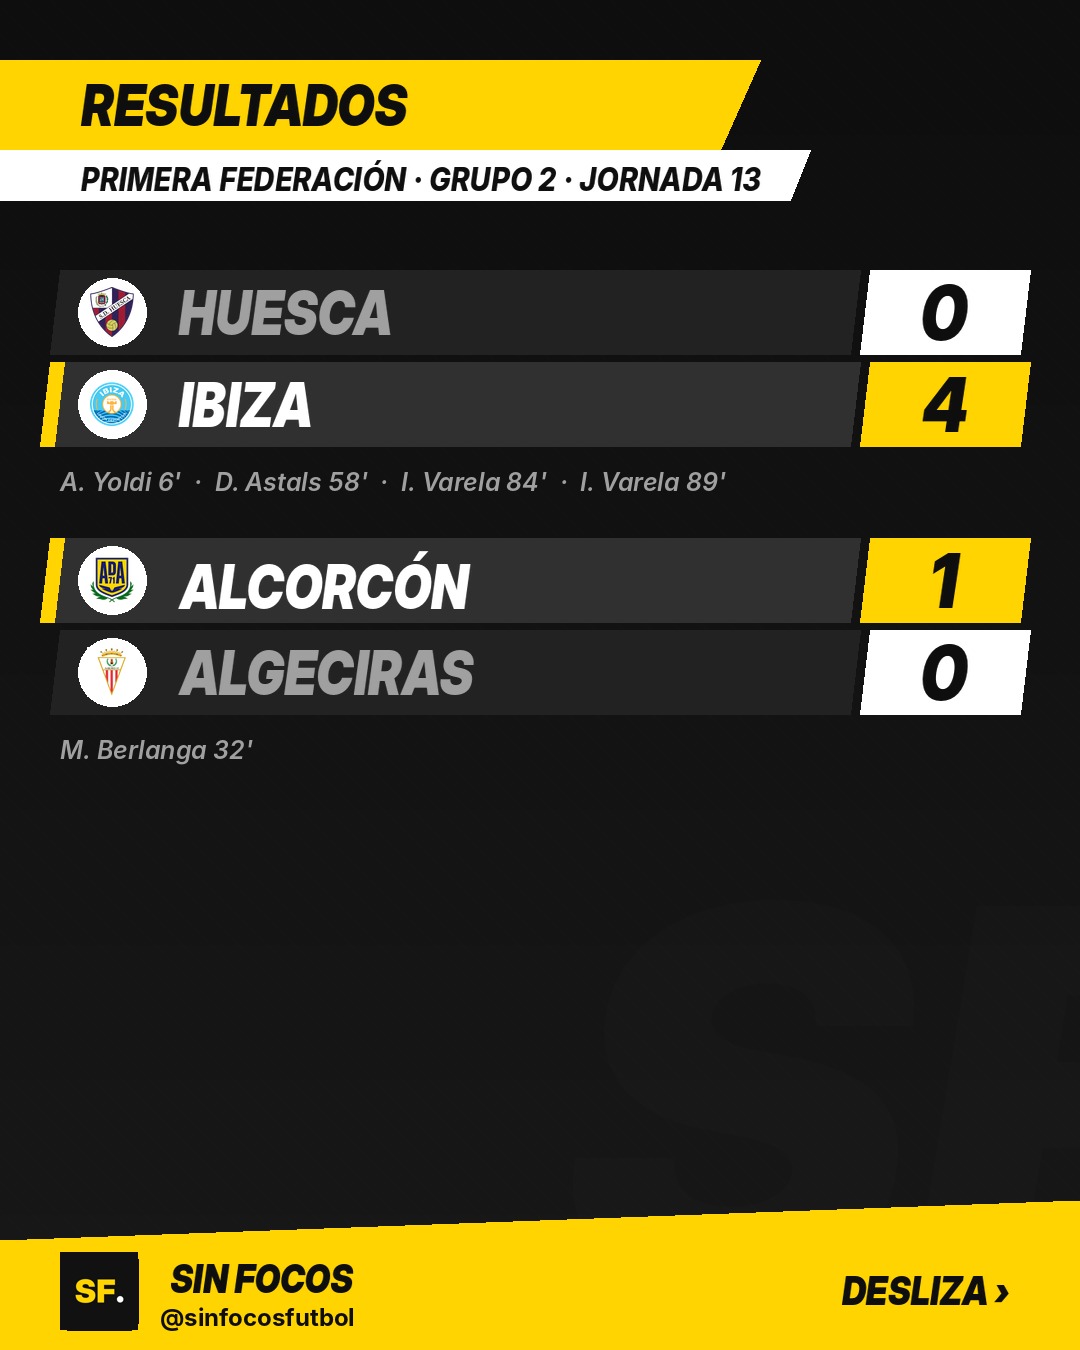 RESULTADOS
PRIMERA FEDERACIÓN · GRUPO 2 · JORNADA 13
HUESCA 0
IBIZA 4
A. Yoldi 6' · D. Astals 58' · I. Varela 84' · I. Varela 89'
ALCORCÓN 1
ALGECIRAS 0
M. Berlanga 32'
SF.
SIN FOCOS
@sinfocosfutbol
DESLIZA ›